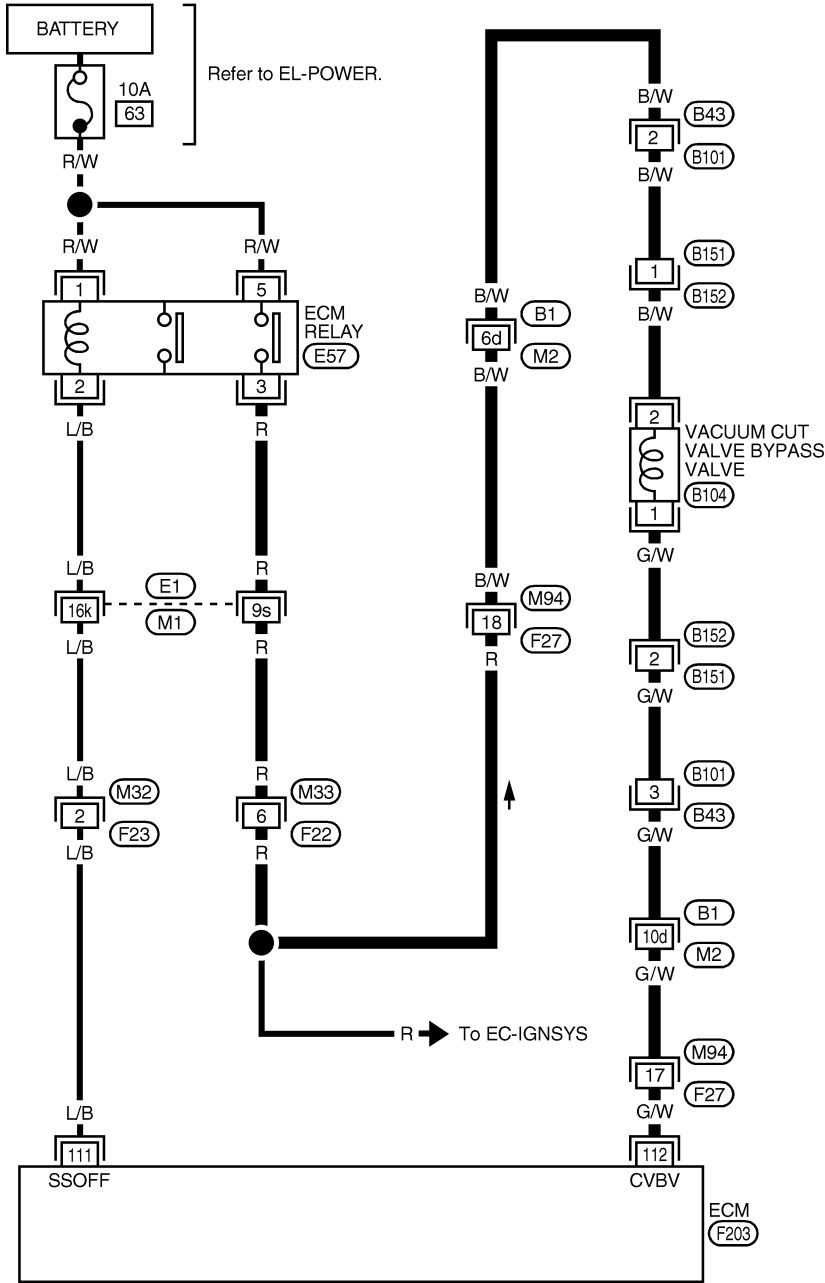 BATTERY
10A
63
Refer to EL-POWER.
R/W
R/W
R/W
1
5
ECM
RELAY
E57
2
3
L/B
R
L/B
R
16k
E1
M1
9s
L/B
R
L/B
R
2
M32
F23
6
M33
F22
L/B
R
R
To EC-IGNSYS
L/B
111
SSOFF
B/W
6d
B1
M2
B/W
B/W
18
M94
F27
R
B/W
2
B43
B101
B/W
1
B151
B152
B/W
2
VACUUM CUT
VALVE BYPASS
VALVE
B104
1
G/W
2
B152
B151
G/W
3
B101
B43
G/W
10d
B1
M2
G/W
17
M94
F27
G/W
112
CVBV
ECM
F203